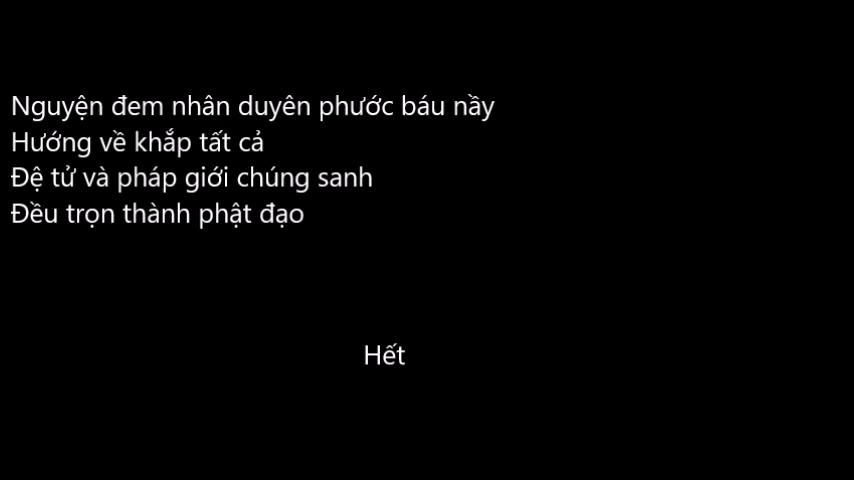 Nguyện đem nhân duyên phước báu nầy
Hướng về khắp tất cả
Đệ tử và pháp giới chúng sanh
Đều trọn thành phật đạo
Hết